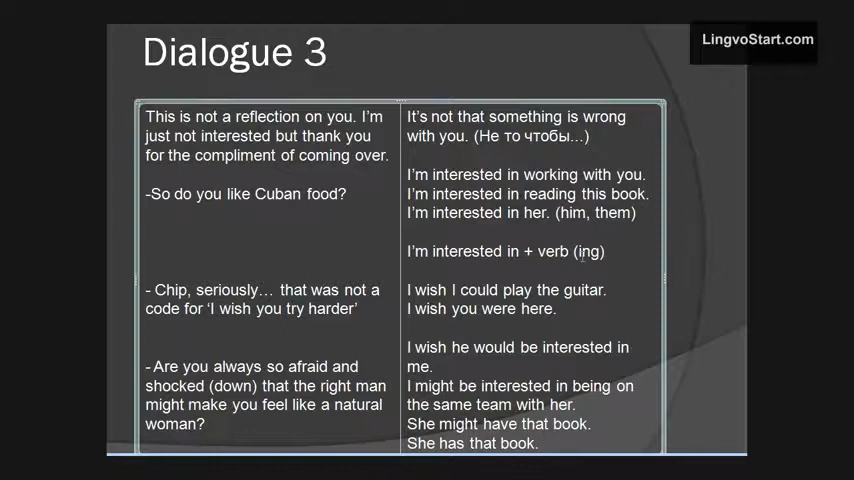 LingvoStart.com
Dialogue 3
This is not a reflection on you. I'm
just not interested but thank you
for the compliment of coming over.
-So do you like Cuban food?
- Chip, seriously… that was not a
code for 'I wish you try harder'
- Are you always so afraid and
shocked (down) that the right man
might make you feel like a natural
woman?
It's not that something is wrong
with you. (Не то чтобы...)
I'm interested in working with you.
I'm interested in reading this book.
I'm interested in her. (him, them)
I'm interested in + verb (ing)
I wish I could play the guitar.
I wish you were here.
I wish he would be interested in
me.
I might be interested in being on
the same team with her.
She might have that book.
She has that book.